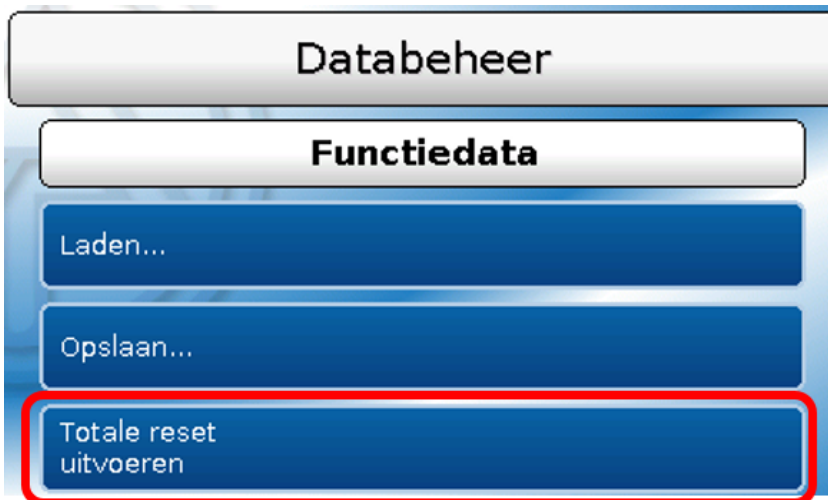 Databeheer
Functiedata
Laden...
Opslaan...
Totale reset
uitvoeren